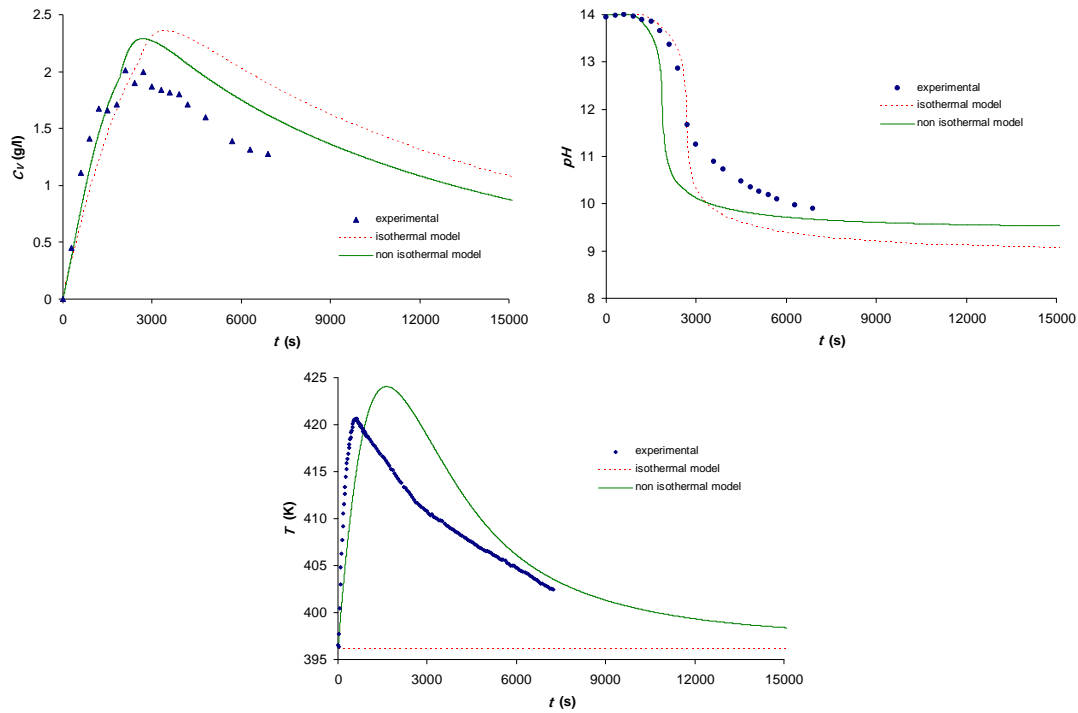 2.5
2
1.5
1
0.5
0
C_V (g/l)
experimental
isothermal model
non isothermal model
0 3000 6000 9000 12000 15000
t (s)
14
13
12
11
10
9
8
pH
experimental
isothermal model
non isothermal model
0 3000 6000 9000 12000 15000
t (s)
425
420
415
410
405
400
395
T (K)
experimental
isothermal model
non isothermal model
0 3000 6000 9000 12000 15000
t (s)